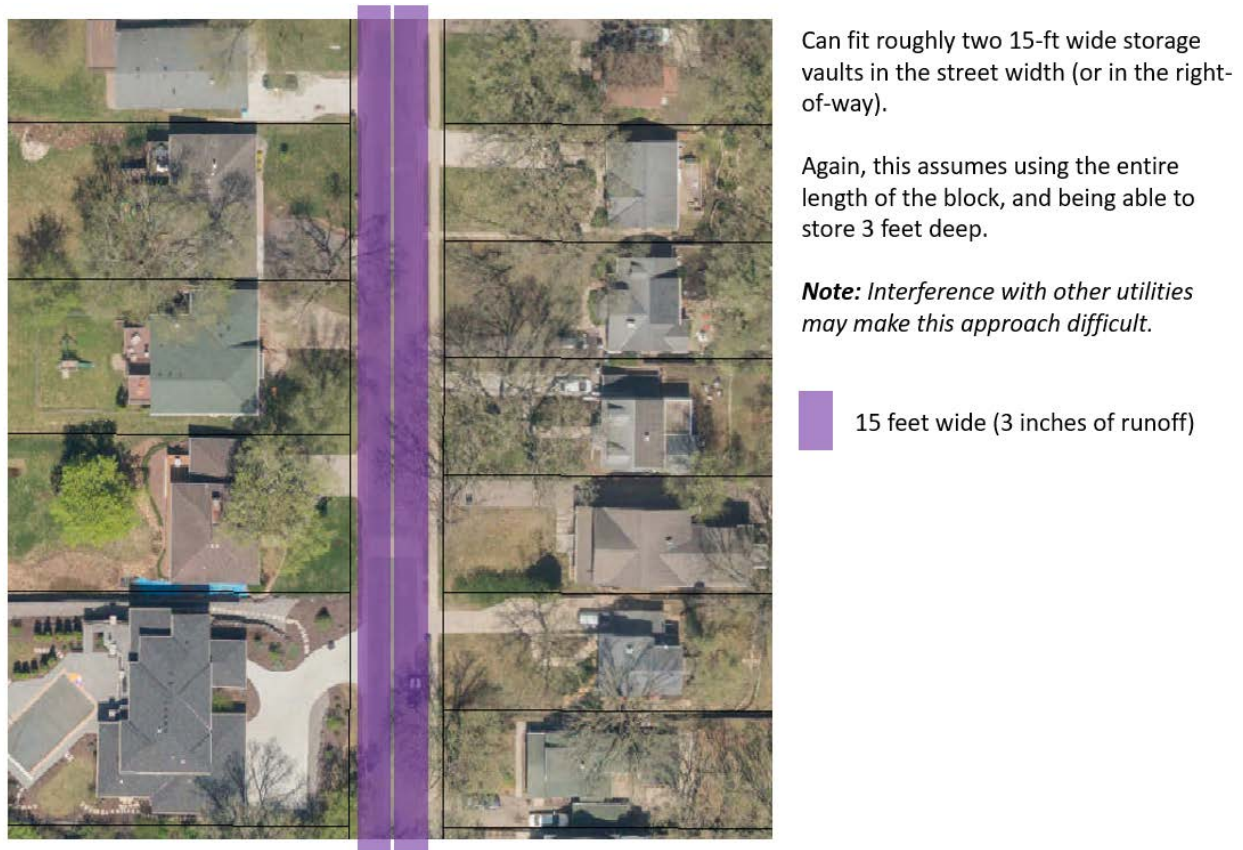 Can fit roughly two 15-ft wide storage
vaults in the street width (or in the right-
of-way).
Again, this assumes using the entire
length of the block, and being able to
store 3 feet deep.
Note: Interference with other utilities
may make this approach difficult.
15 feet wide (3 inches of runoff)